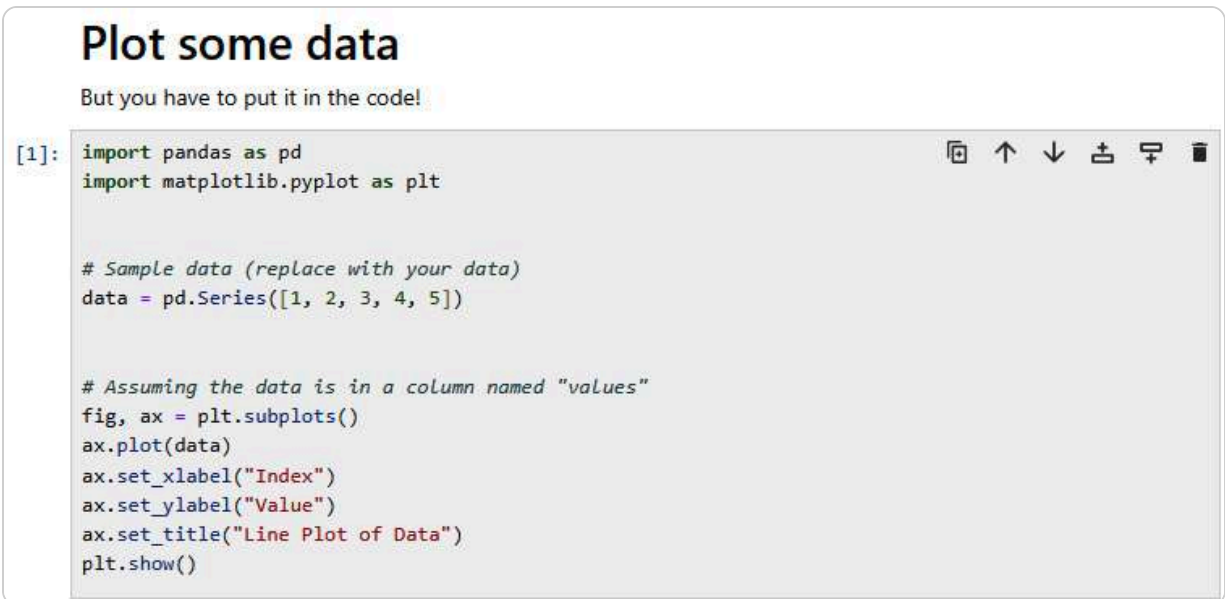 Plot some data
But you have to put it in the code!
[1]: import pandas as pd
import matplotlib.pyplot as plt
# Sample data (replace with your data)
data = pd.Series([1, 2, 3, 4, 5])
# Assuming the data is in a column named "values"
fig, ax = plt.subplots()
ax.plot(data)
ax.set_xlabel("Index")
ax.set_ylabel("Value")
ax.set_title("Line Plot of Data")
plt.show()